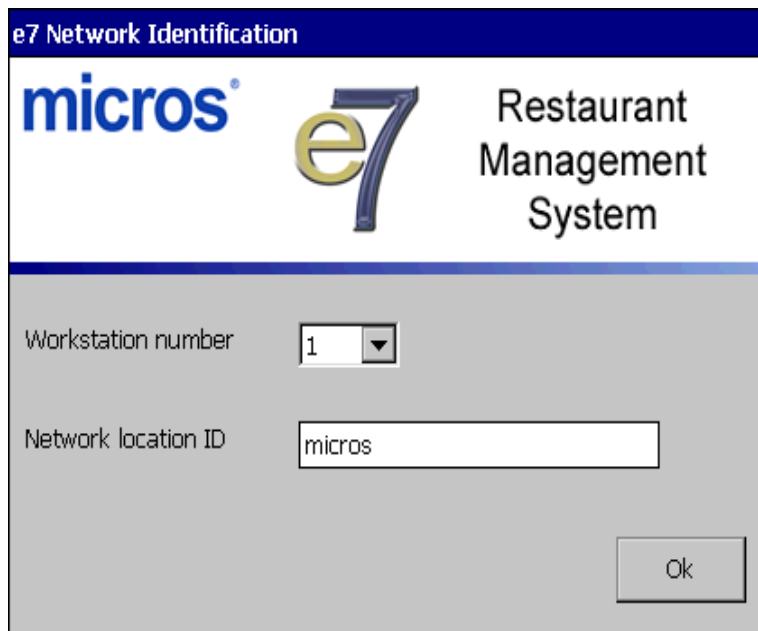 e7 Network Identification
micros®
e7
Restaurant
Management
System
Workstation number
1
Network location ID
micros
Ok